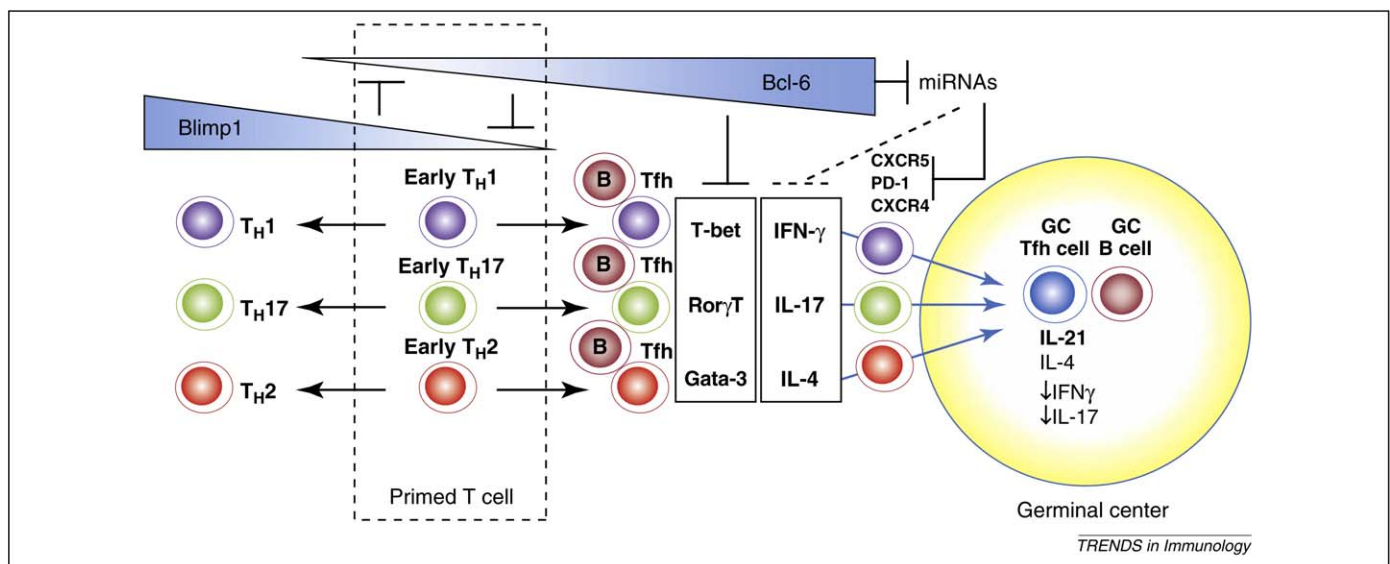 Bcl-6
miRNAs
Blimp1
CXCR5
PD-1
CXCR4
Early TH1
B
Tfh
TH1
T-bet
IFN-γ
GC
Tfh cell
GC
B cell
Early TH17
B
Tfh
TH17
RorγT
IL-17
Early TH2
B
Tfh
TH2
Gata-3
IL-4
IL-21
IL-4
↓IFNγ
↓IL-17
Primed T cell
Germinal center
TRENDS in Immunology